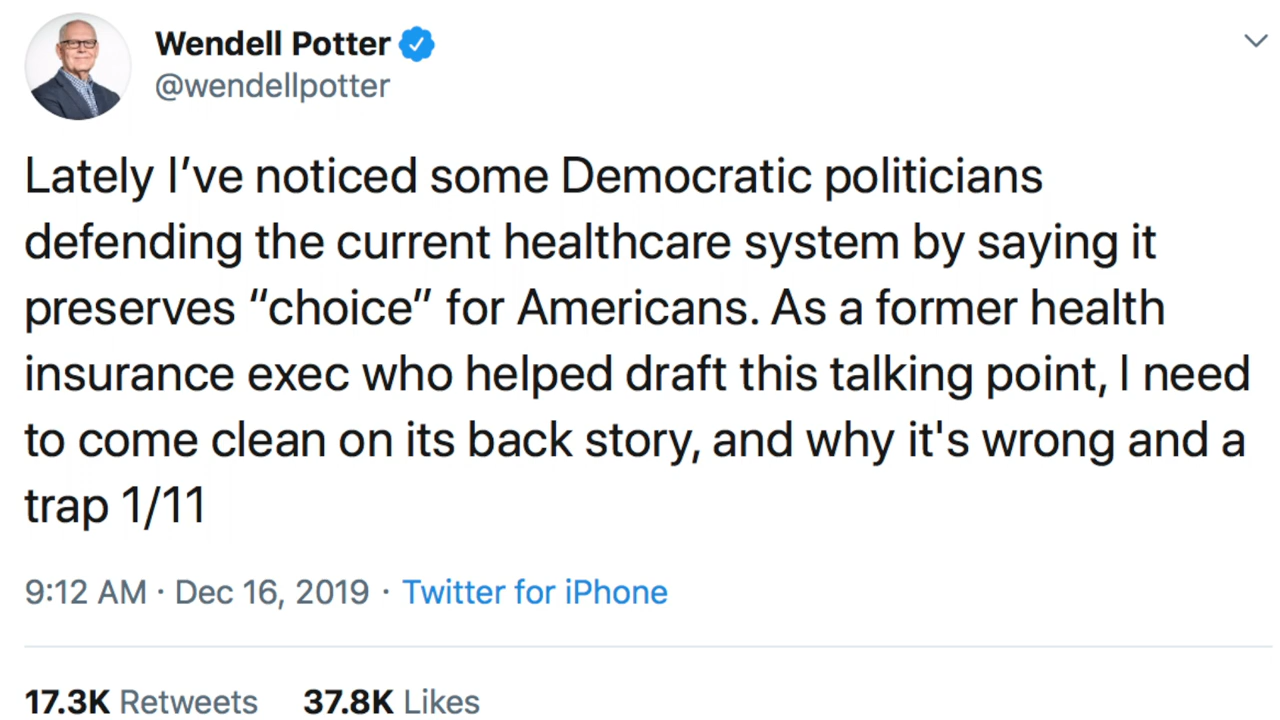 Wendell Potter
@wendellpotter
Lately I’ve noticed some Democratic politicians
defending the current healthcare system by saying it
preserves “choice” for Americans. As a former health
insurance exec who helped draft this talking point, I need
to come clean on its back story, and why it's wrong and a
trap 1/11
9:12 AM · Dec 16, 2019 · Twitter for iPhone
17.3K Retweets 37.8K Likes